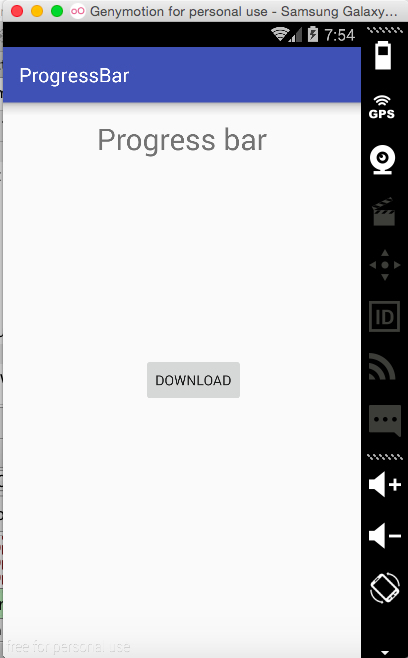 Genymotion for personal use - Samsung Galaxy...
7:54
ProgressBar
GPS
Progress bar
ID
DOWNLOAD
free for personal use